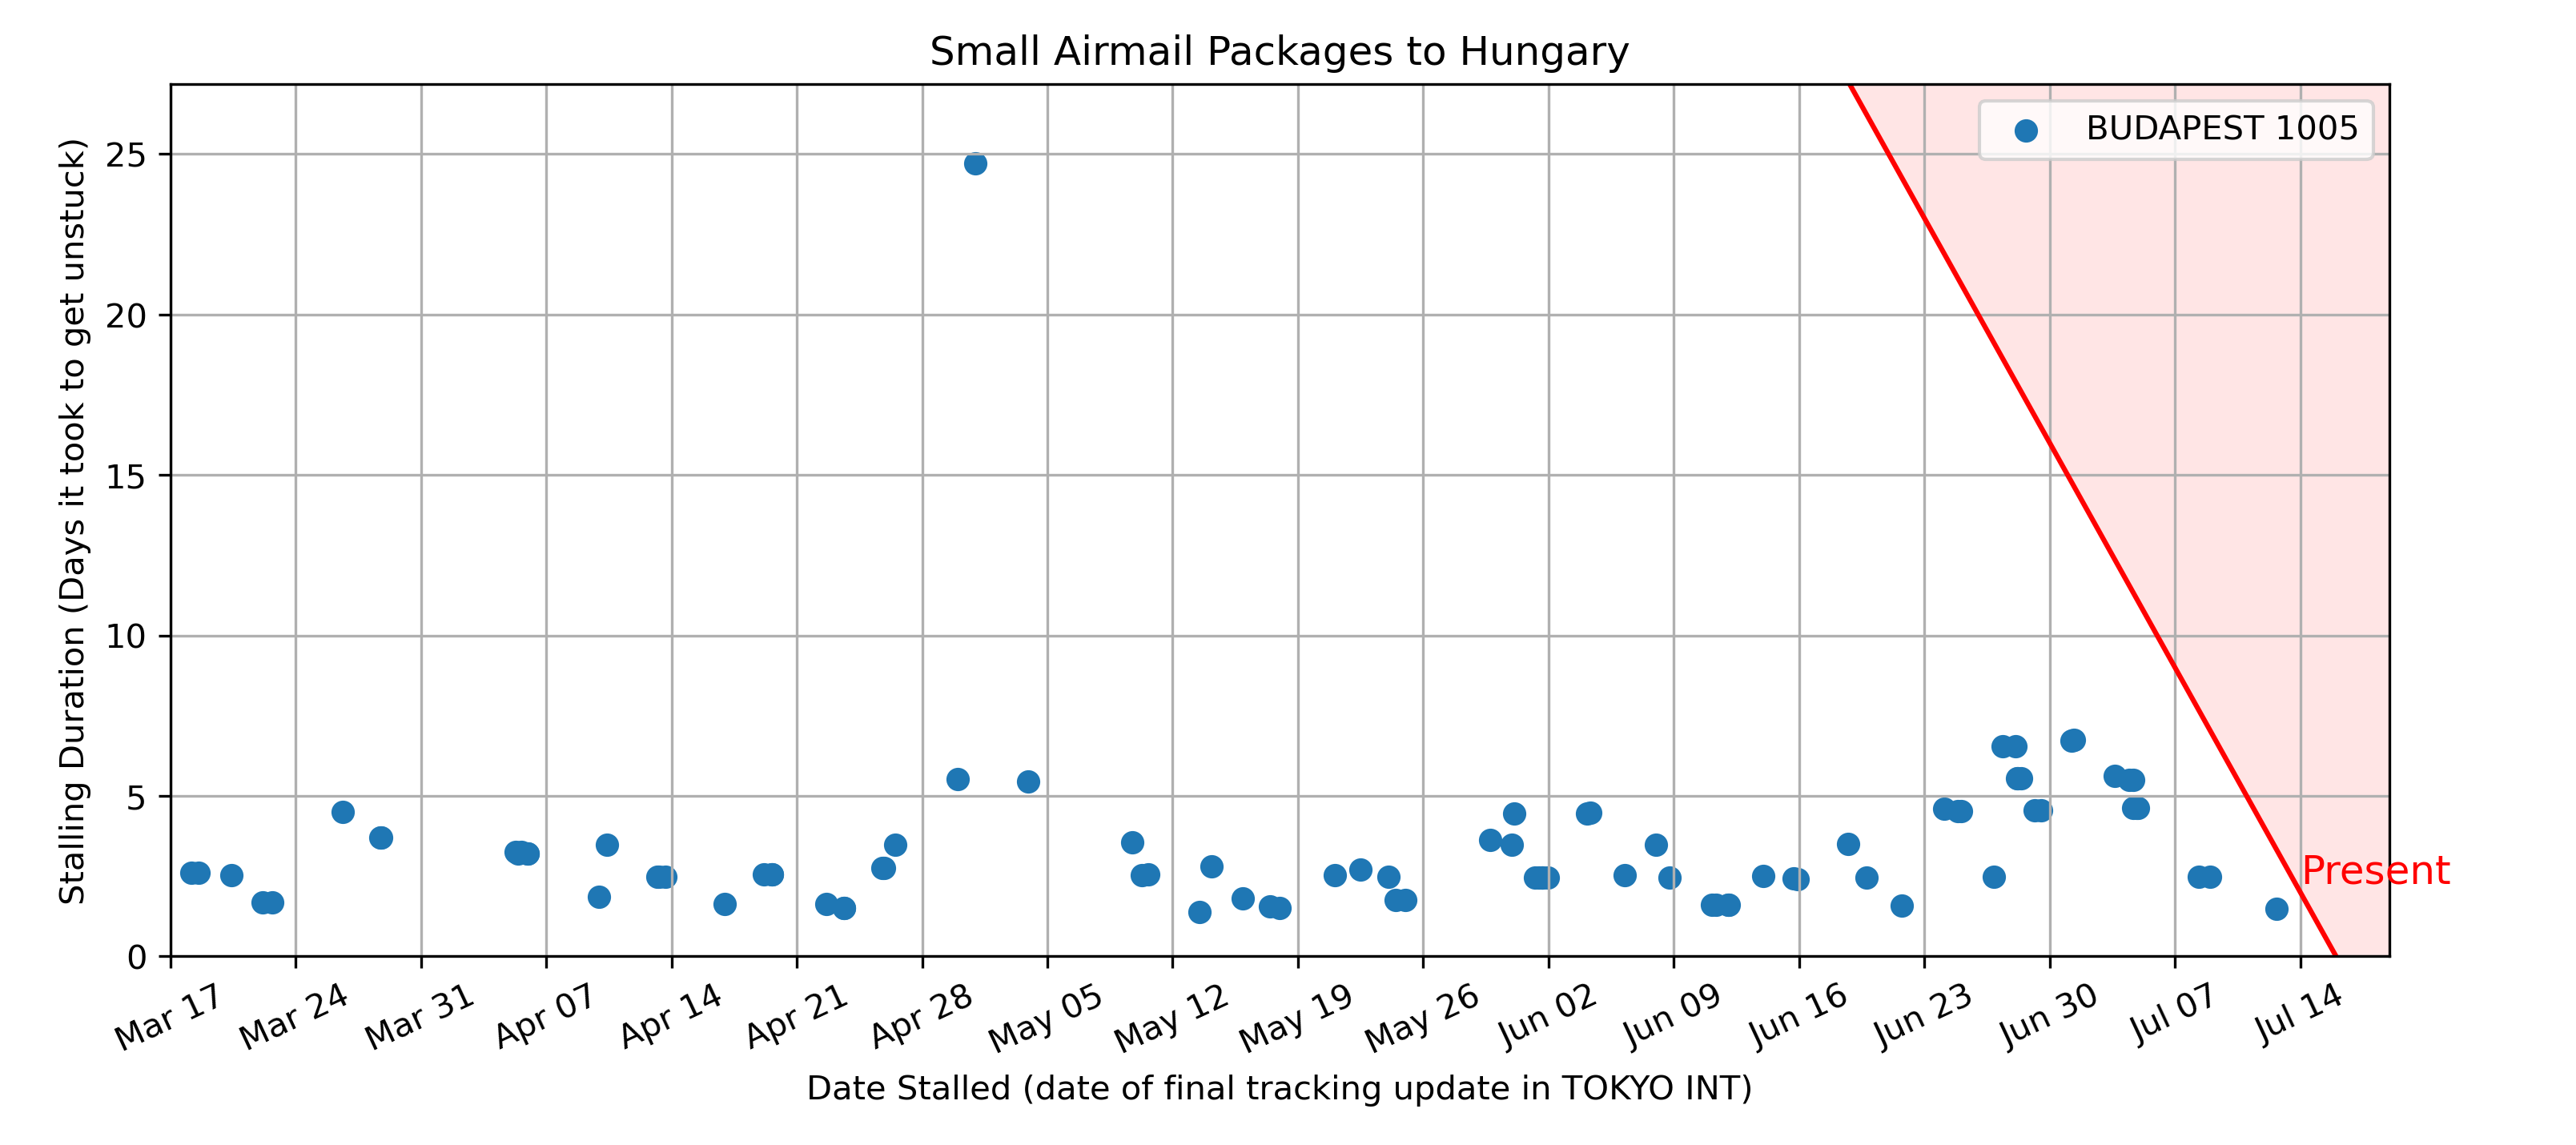 Small Airmail Packages to Hungary
BUDAPEST 1005
Stalling Duration (Days it took to get unstuck)
25
20
15
10
5
0
Present
Mar 17
Mar 24
Mar 31
Apr 07
Apr 14
Apr 21
Apr 28
May 05
May 12
May 19
May 26
Jun 02
Jun 09
Jun 16
Jun 23
Jun 30
Jul 07
Jul 14
Date Stalled (date of final tracking update in TOKYO INT)